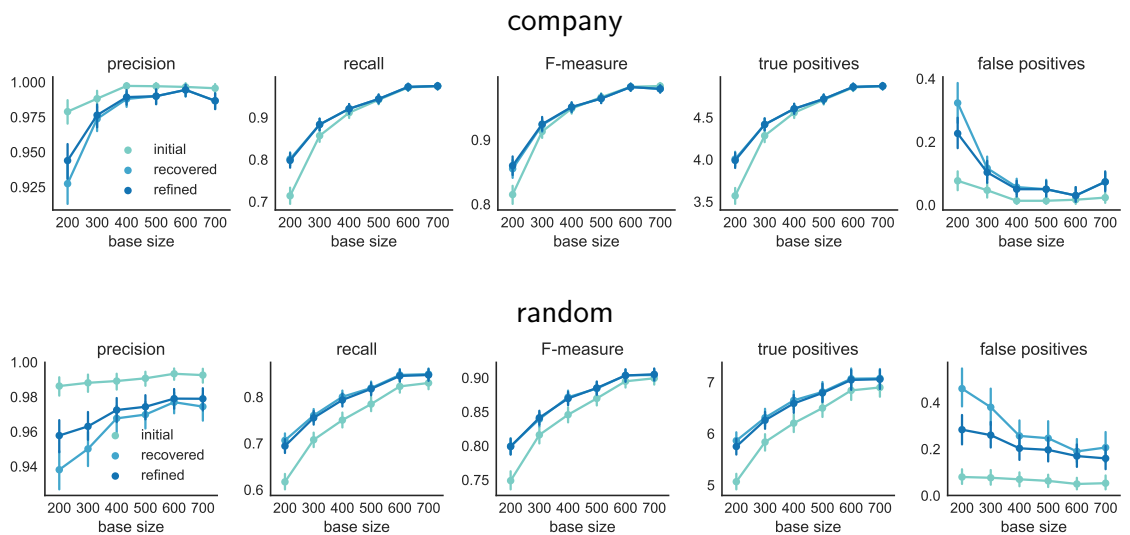 company
precision
recall
F-measure
true positives
false positives
1.000
0.975
0.950
0.925
initial
recovered
refined
200 300 400 500 600 700
base size
0.9
0.8
0.7
200 300 400 500 600 700
base size
0.9
0.8
200 300 400 500 600 700
base size
4.5
4.0
3.5
200 300 400 500 600 700
base size
0.4
0.2
0.0
200 300 400 500 600 700
base size
random
precision
recall
F-measure
true positives
false positives
1.00
0.98
0.96
0.94
initial
recovered
refined
200 300 400 500 600 700
base size
0.8
0.7
0.6
200 300 400 500 600 700
base size
0.90
0.85
0.80
0.75
200 300 400 500 600 700
base size
7
6
5
200 300 400 500 600 700
base size
0.4
0.2
0.0
200 300 400 500 600 700
base size